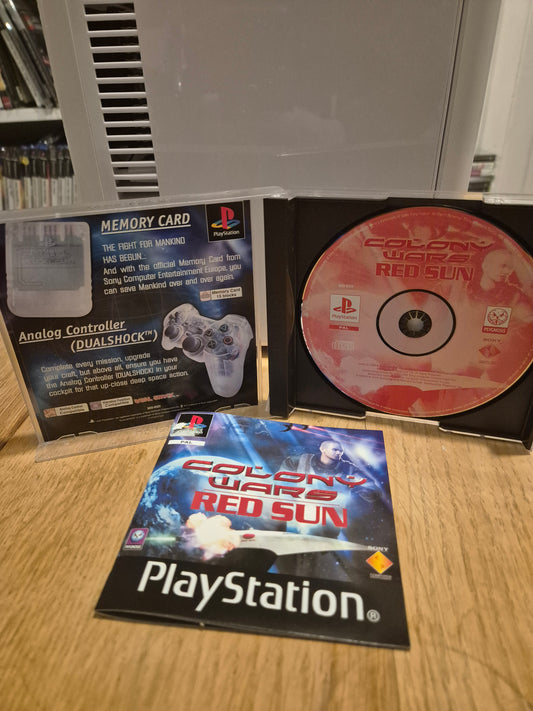 MEMORY CARD
PlayStation
THE FIGHT FOR MANKIND
HAS BEGUN..
And with the official Memory Card from
Sony Computer Entertainment Europe, you
can save Mankind over and over again.
Memory Card
15 blocks
Analog Controller
(DUALSHOCK™)
Complete every mission, upgrade
your craft, but above all, ensure you have
the Analog Controller (DUALSHOCK) in your
cockpit for that up-close deep space action.
COLONY
WARS
RED SUN
PlayStation
PAL
PSYGNOSIS
SONY
PAL
COLONY
WARS
RED SUN
SONY
PlayStation®